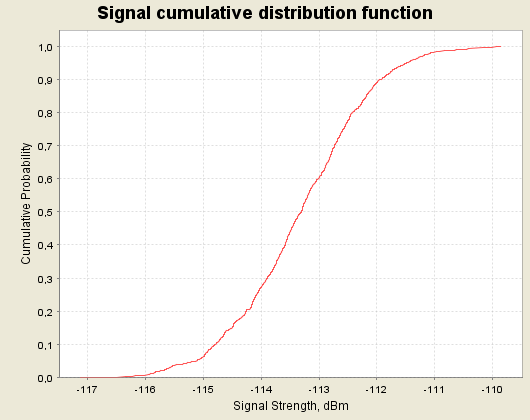 Signal cumulative distribution function
Cumulative Probability
1,0
0,9
0,8
0,7
0,6
0,5
0,4
0,3
0,2
0,1
0,0
-117 -116 -115 -114 -113 -112 -111 -110
Signal Strength, dBm